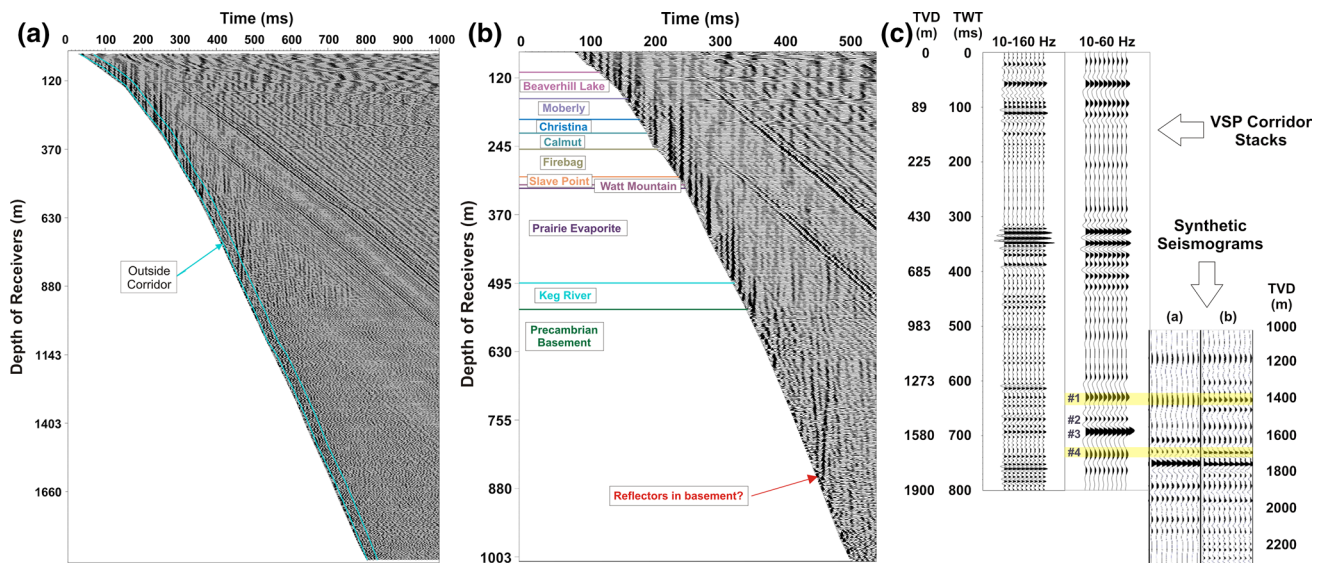 (a)
Time (ms)
0 100 200 300 400 500 600 700 800 900 1000
Depth of Receivers (m)
120
370
630
880
1143
1403
1660
Outside
Corridor
(b)
Time (ms)
0 100 200 300 400 500
Depth of Receivers (m)
120
245
370
495
630
755
880
1003
Beaverhill Lake
Moberly
Christina
Calmut
Firebag
Slave Point
Watt Mountain
Prairie Evaporite
Keg River
Precambrian
Basement
Reflectors in basement?
(c)
TVD TWT
(m) (ms)
10-160 Hz 10-60 Hz
0 0
89 100
225 200
430 300
685 400
983 500
1273 600
1580 700
1900 800
#1
#2
#3
#4
VSP Corridor
Stacks
Synthetic
Seismograms
(a) (b)
TVD
(m)
1000
1200
1400
1600
1800
2000
2200